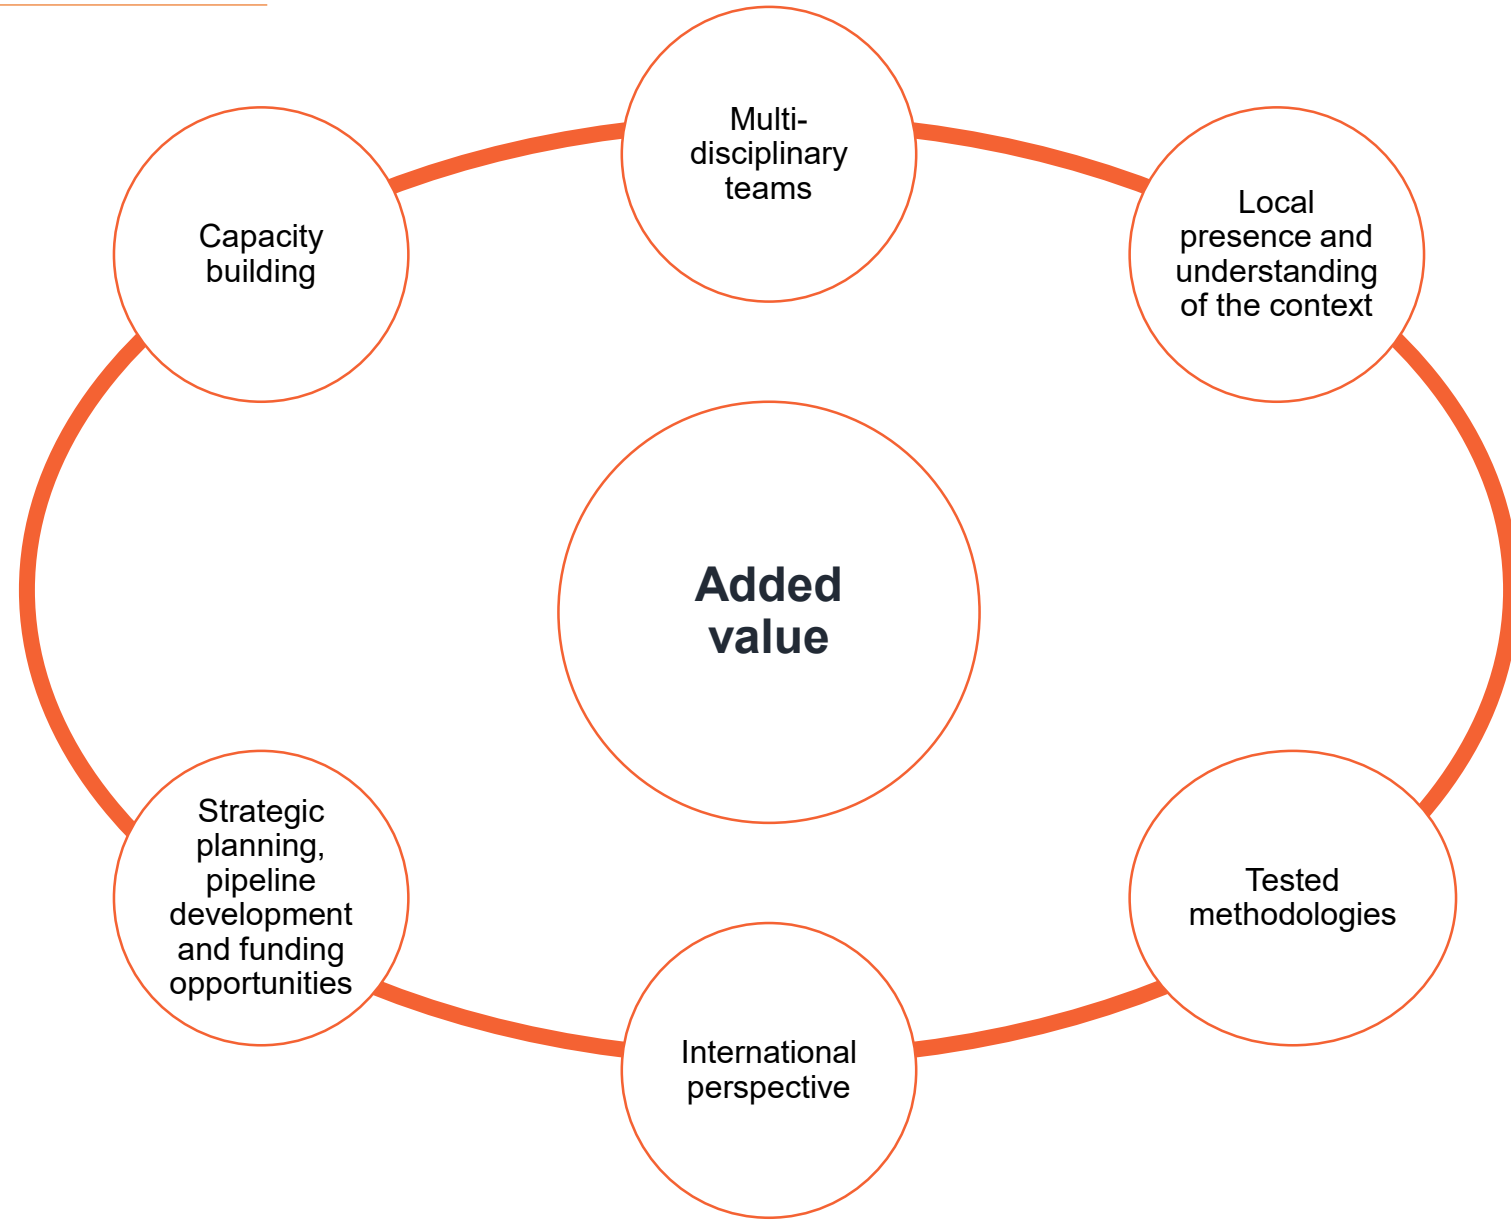 Multi-
disciplinary
teams
Local
presence and
understanding
of the context
Capacity
building
Added
value
Strategic
planning,
pipeline
development
and funding
opportunities
Tested
methodologies
International
perspective